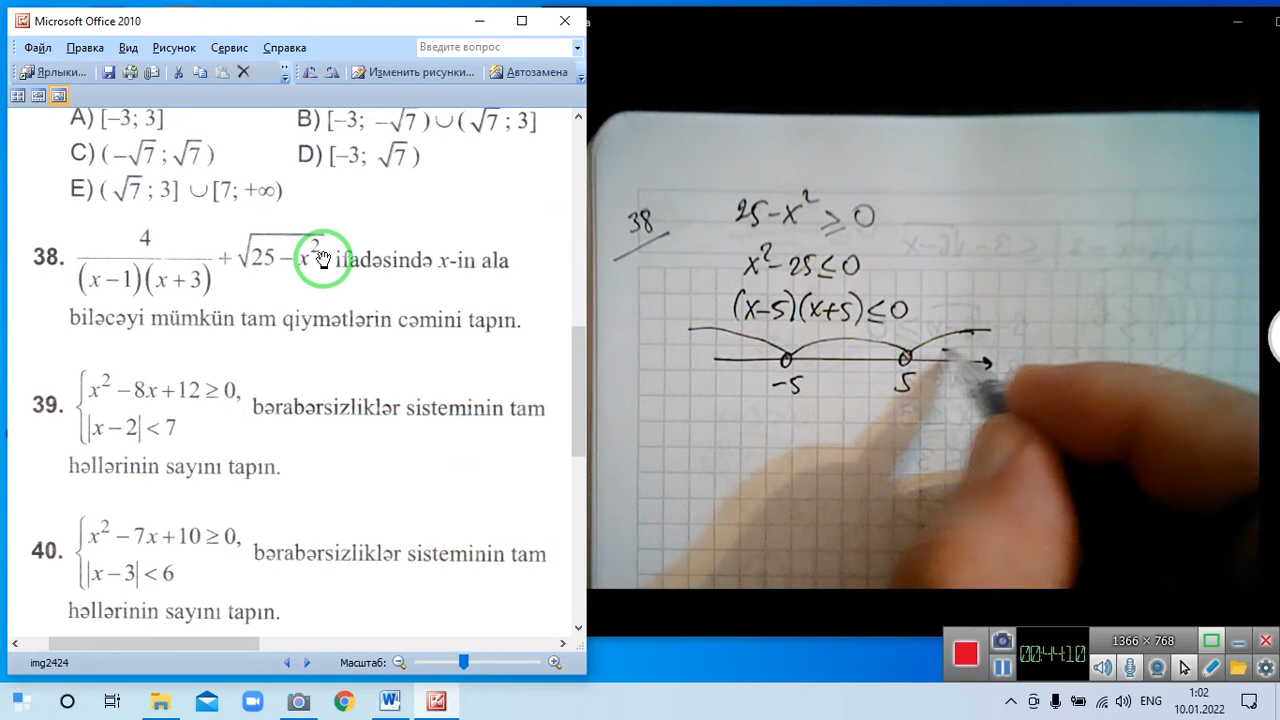 Microsoft Office 2010
Файл Правка Вид Рисунок Сервис Справка
Введите вопрос
Ярлыки...
Изменить рисунки...
Автозамена
A) [−3; 3]
B) [−3; −√7) ∪ (√7; 3]
C) (−√7; √7)
D) [−3; √7)
E) (√7; 3] ∪ [7; +∞)
38. 4/((x−1)(x+3)) + √(25−x²) ifadəsində x-in ala
biləcəyi mümkün tam qiymətlərin cəmini tapın.
39. { x² − 8x + 12 ≥ 0,
|x − 2| < 7
bərabərsizliklər sisteminin tam
həllərinin sayını tapın.
40. { x² − 7x + 10 ≥ 0,
|x − 3| < 6
bərabərsizliklər sisteminin tam
həllərinin sayını tapın.
img2424
Масштаб:
38
25−x² ≥ 0
x²−25 ≤ 0
(x−5)(x+5) ≤ 0
−5 5
00:44:10
1366 × 768
ENG
1:02
10.01.2022